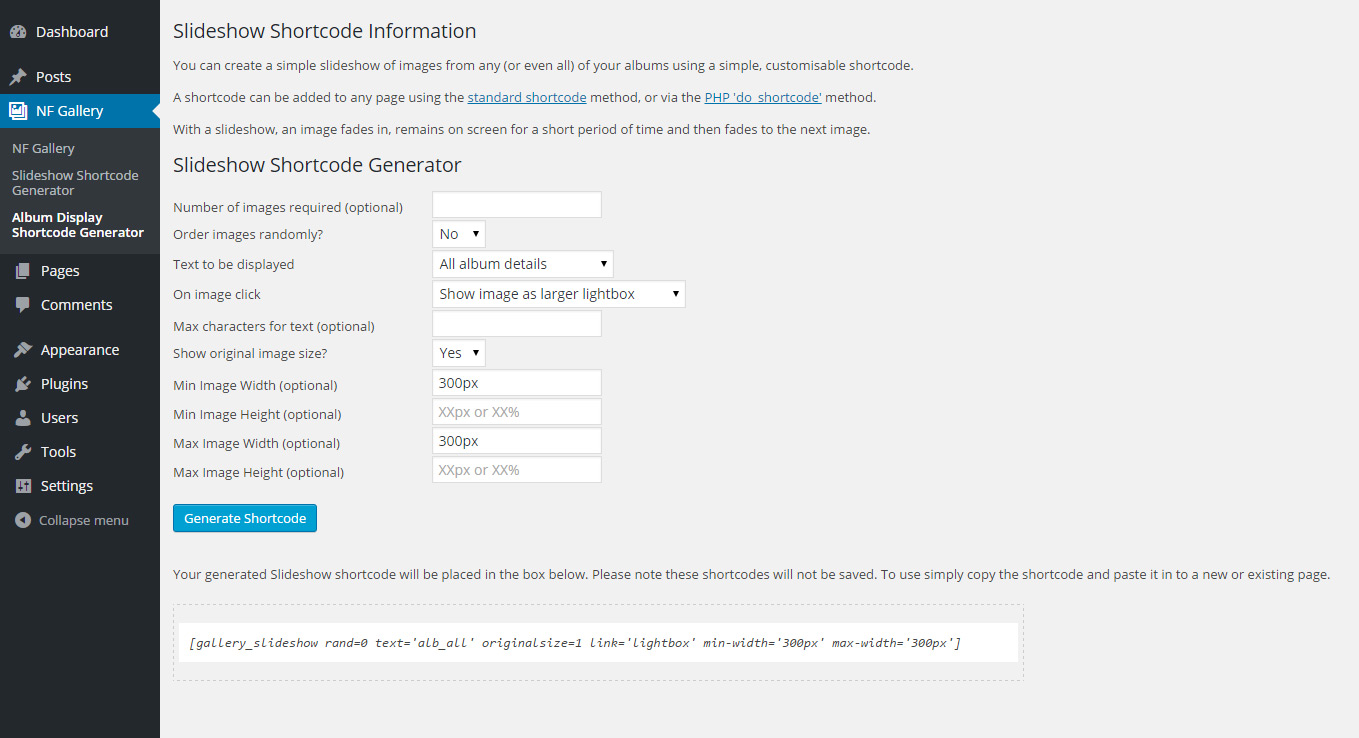 Dashboard
Posts
NF Gallery
NF Gallery
Slideshow Shortcode
Generator
Album Display
Shortcode Generator
Pages
Comments
Appearance
Plugins
Users
Tools
Settings
Collapse menu
Slideshow Shortcode Information
You can create a simple slideshow of images from any (or even all) of your albums using a simple, customisable shortcode.
A shortcode can be added to any page using the standard shortcode method, or via the PHP 'do_shortcode' method.
With a slideshow, an image fades in, remains on screen for a short period of time and then fades to the next image.
Slideshow Shortcode Generator
Number of images required (optional)
Order images randomly? No
Text to be displayed All album details
On image click Show image as larger lightbox
Max characters for text (optional)
Show original image size? Yes
Min Image Width (optional) 300px
Min Image Height (optional) XXpx or XX%
Max Image Width (optional) 300px
Max Image Height (optional) XXpx or XX%
Generate Shortcode
Your generated Slideshow shortcode will be placed in the box below. Please note these shortcodes will not be saved. To use simply copy the shortcode and paste it in to a new or existing page.
[gallery_slideshow rand=0 text='alb_all' originalsize=1 link='lightbox' min-width='300px' max-width='300px']